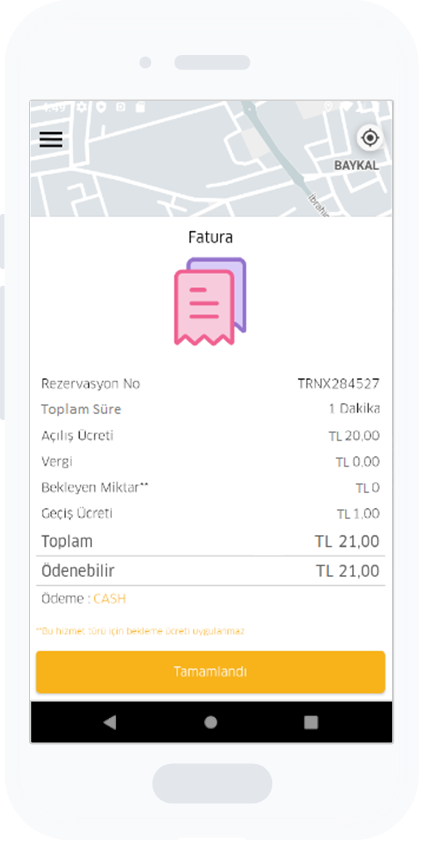 BAYKAL
Fatura
Rezervasyon No TRNX284527
Toplam Süre 1 Dakika
Açılış Ücreti TL 20,00
Vergi TL 0,00
Bekleyen Miktar** TL 0
Geçiş Ücreti TL 1,00
Toplam TL 21,00
Ödenebilir TL 21,00
Ödeme : CASH
**Bu hizmet türü için bekleme ücreti uygulanmaz.
Tamamlandı